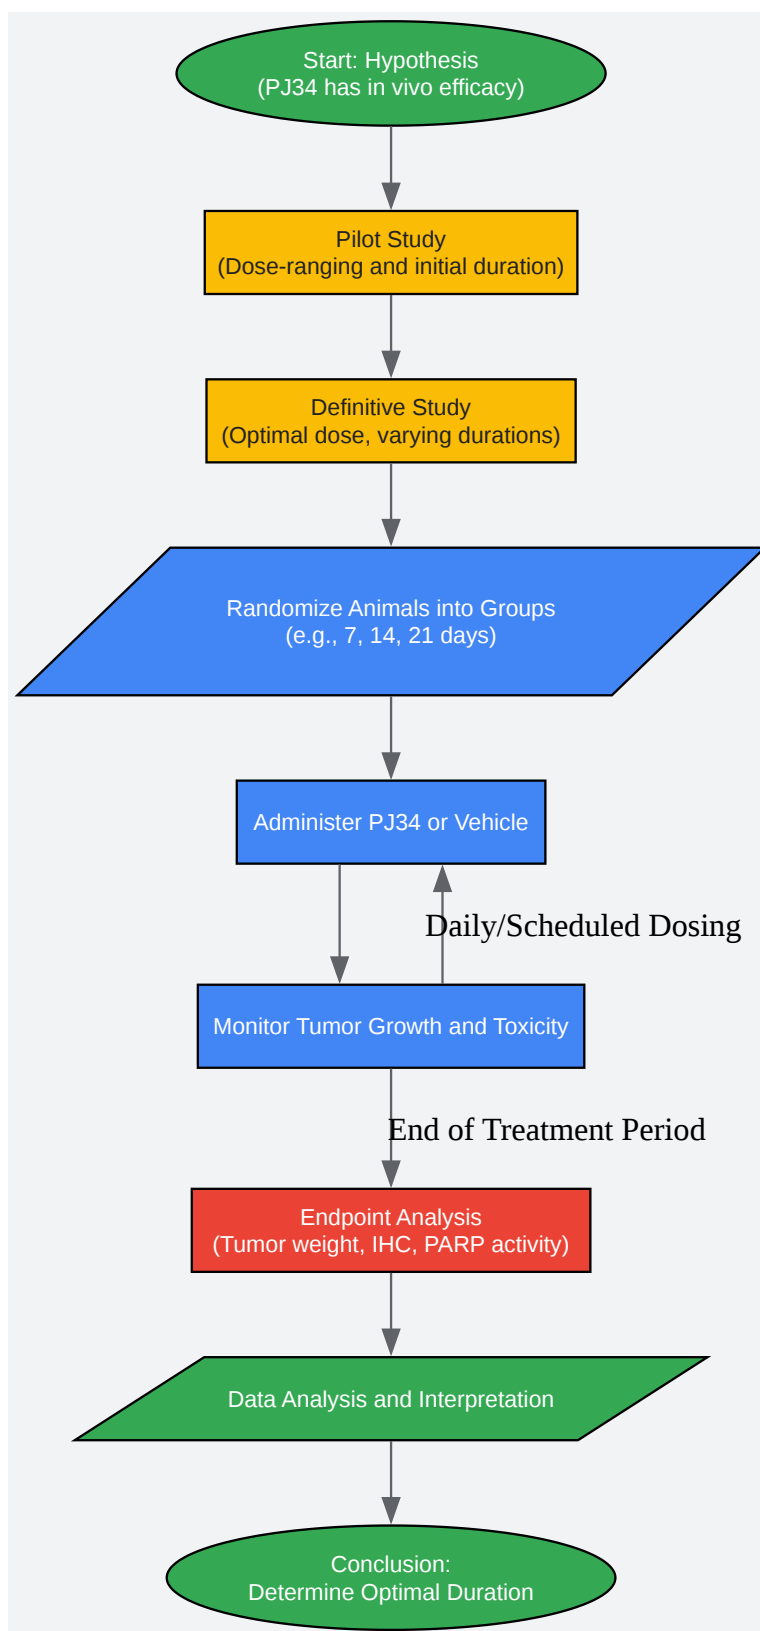 Start: Hypothesis
(PJ34 has in vivo efficacy)
Pilot Study
(Dose-ranging and initial duration)
Definitive Study
(Optimal dose, varying durations)
Randomize Animals into Groups
(e.g., 7, 14, 21 days)
Administer PJ34 or Vehicle
Daily/Scheduled Dosing
Monitor Tumor Growth and Toxicity
End of Treatment Period
Endpoint Analysis
(Tumor weight, IHC, PARP activity)
Data Analysis and Interpretation
Conclusion:
Determine Optimal Duration